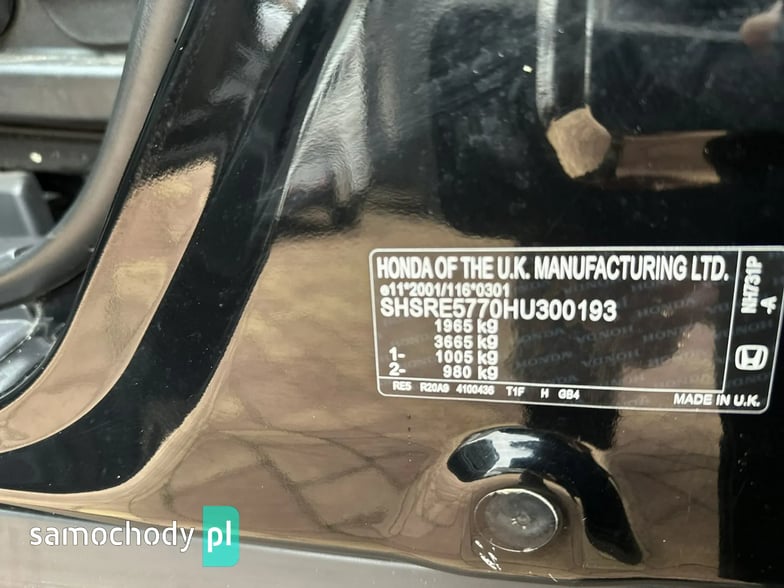 HONDA OF THE U.K. MANUFACTURING LTD.
e11*2001/116*0301
SHSRE5770HU300193
1965 kg
3665 kg
1- 1005 kg
2- 980 kg
RE5 R20A9 4100436 T1F H GB4
MADE IN U.K.
NH731P
-A
samochody pl